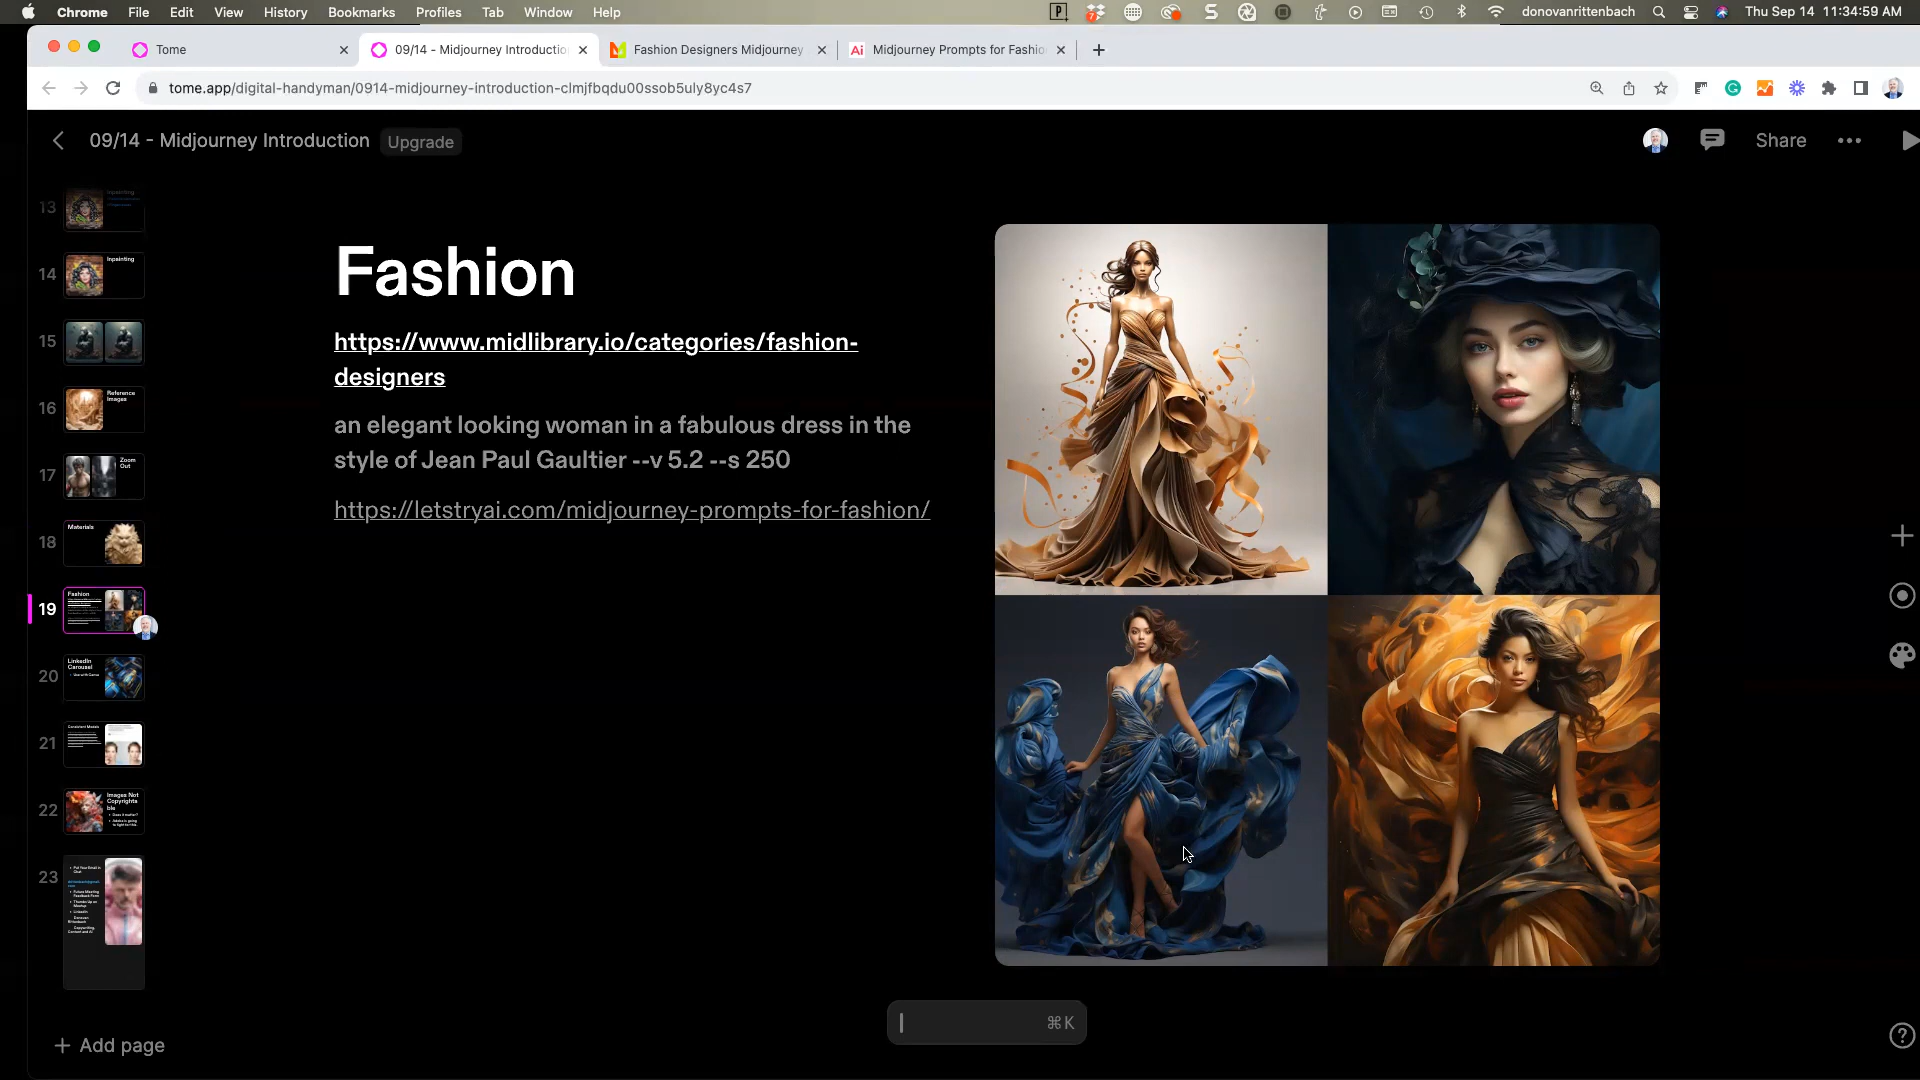 Chrome File Edit View History Bookmarks Profiles Tab Window Help donovanrittenbach Thu Sep 14 11:34:59 AM
Tome 09/14 - Midjourney Introductio Fashion Designers Midjourney Midjourney Prompts for Fashio
tome.app/digital-handyman/0914-midjourney-introduction-clmjfbqdu00ssob5uly8yc4s7
09/14 - Midjourney Introduction Upgrade Share
13 Inpainting
14 Inpainting
15
16 Reference
Images
17 Zoom
Out
18 Materials
19 Fashion
20 LinkedIn
Carousel
21
22 Images Not
Copyrighta
ble
23
+ Add page
Fashion
https://www.midlibrary.io/categories/fashion-
designers
an elegant looking woman in a fabulous dress in the
style of Jean Paul Gaultier --v 5.2 --s 250
https://letstryai.com/midjourney-prompts-for-fashion/
⌘K